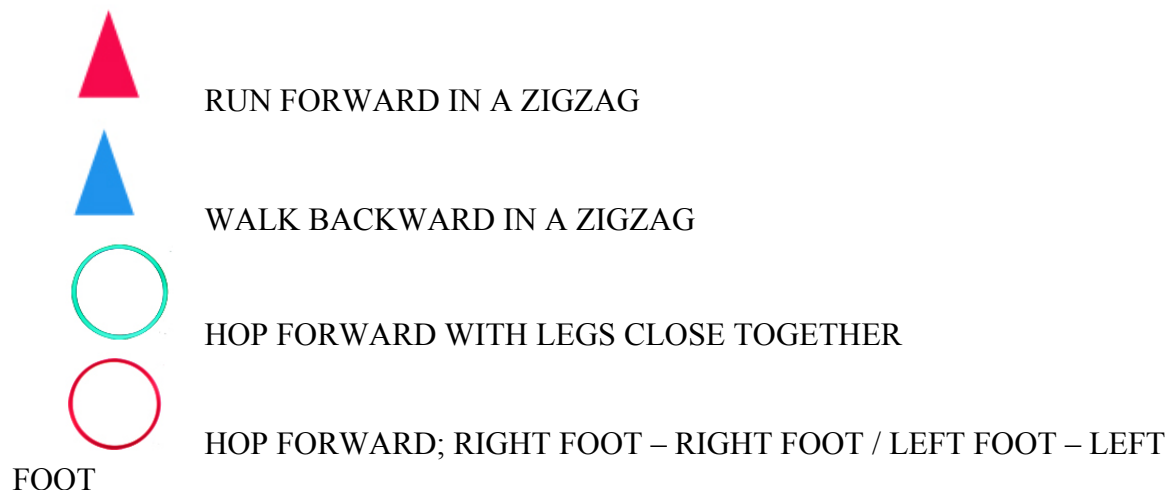 RUN FORWARD IN A ZIGZAG
WALK BACKWARD IN A ZIGZAG
HOP FORWARD WITH LEGS CLOSE TOGETHER
HOP FORWARD; RIGHT FOOT – RIGHT FOOT / LEFT FOOT – LEFT
FOOT